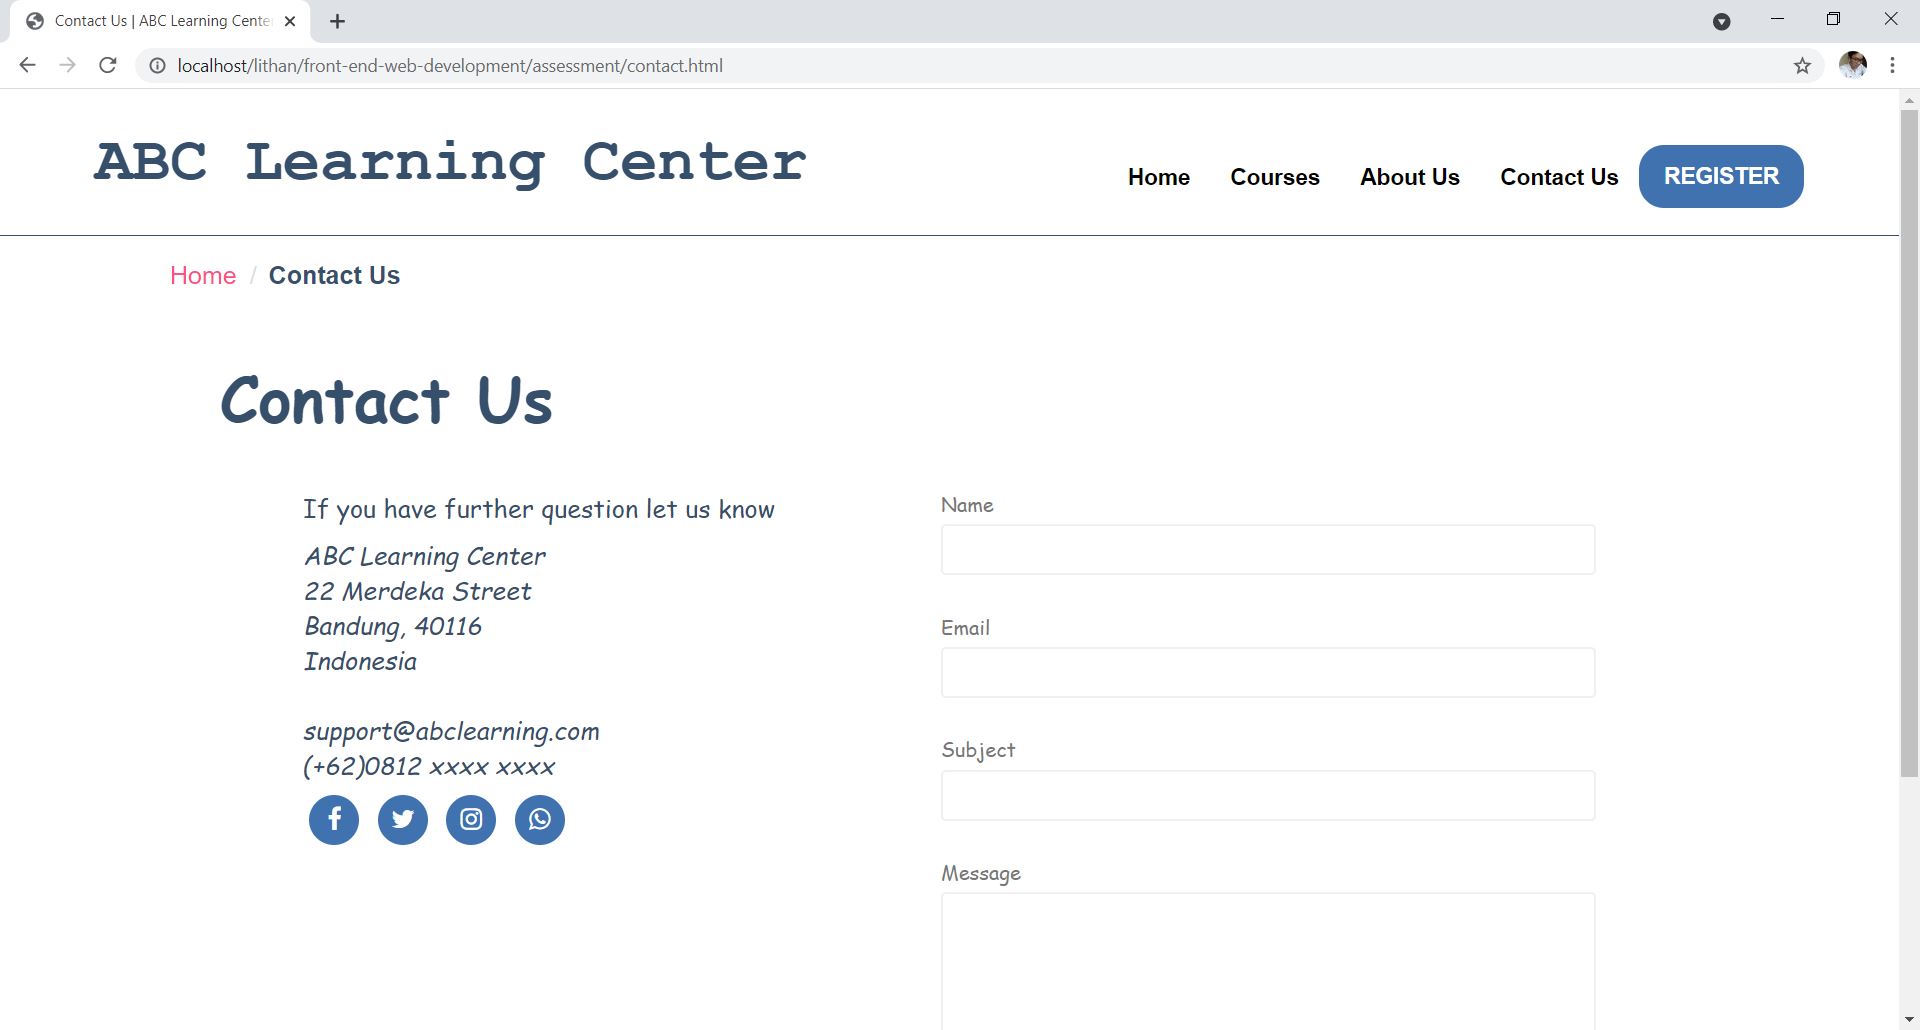 Contact Us | ABC Learning Cente
localhost/lithan/front-end-web-development/assessment/contact.html
ABC Learning Center
Home Courses About Us Contact Us REGISTER
Home / Contact Us
Contact Us
If you have further question let us know
ABC Learning Center
22 Merdeka Street
Bandung, 40116
Indonesia
support@abclearning.com
(+62)0812 xxxx xxxx
Name
Email
Subject
Message